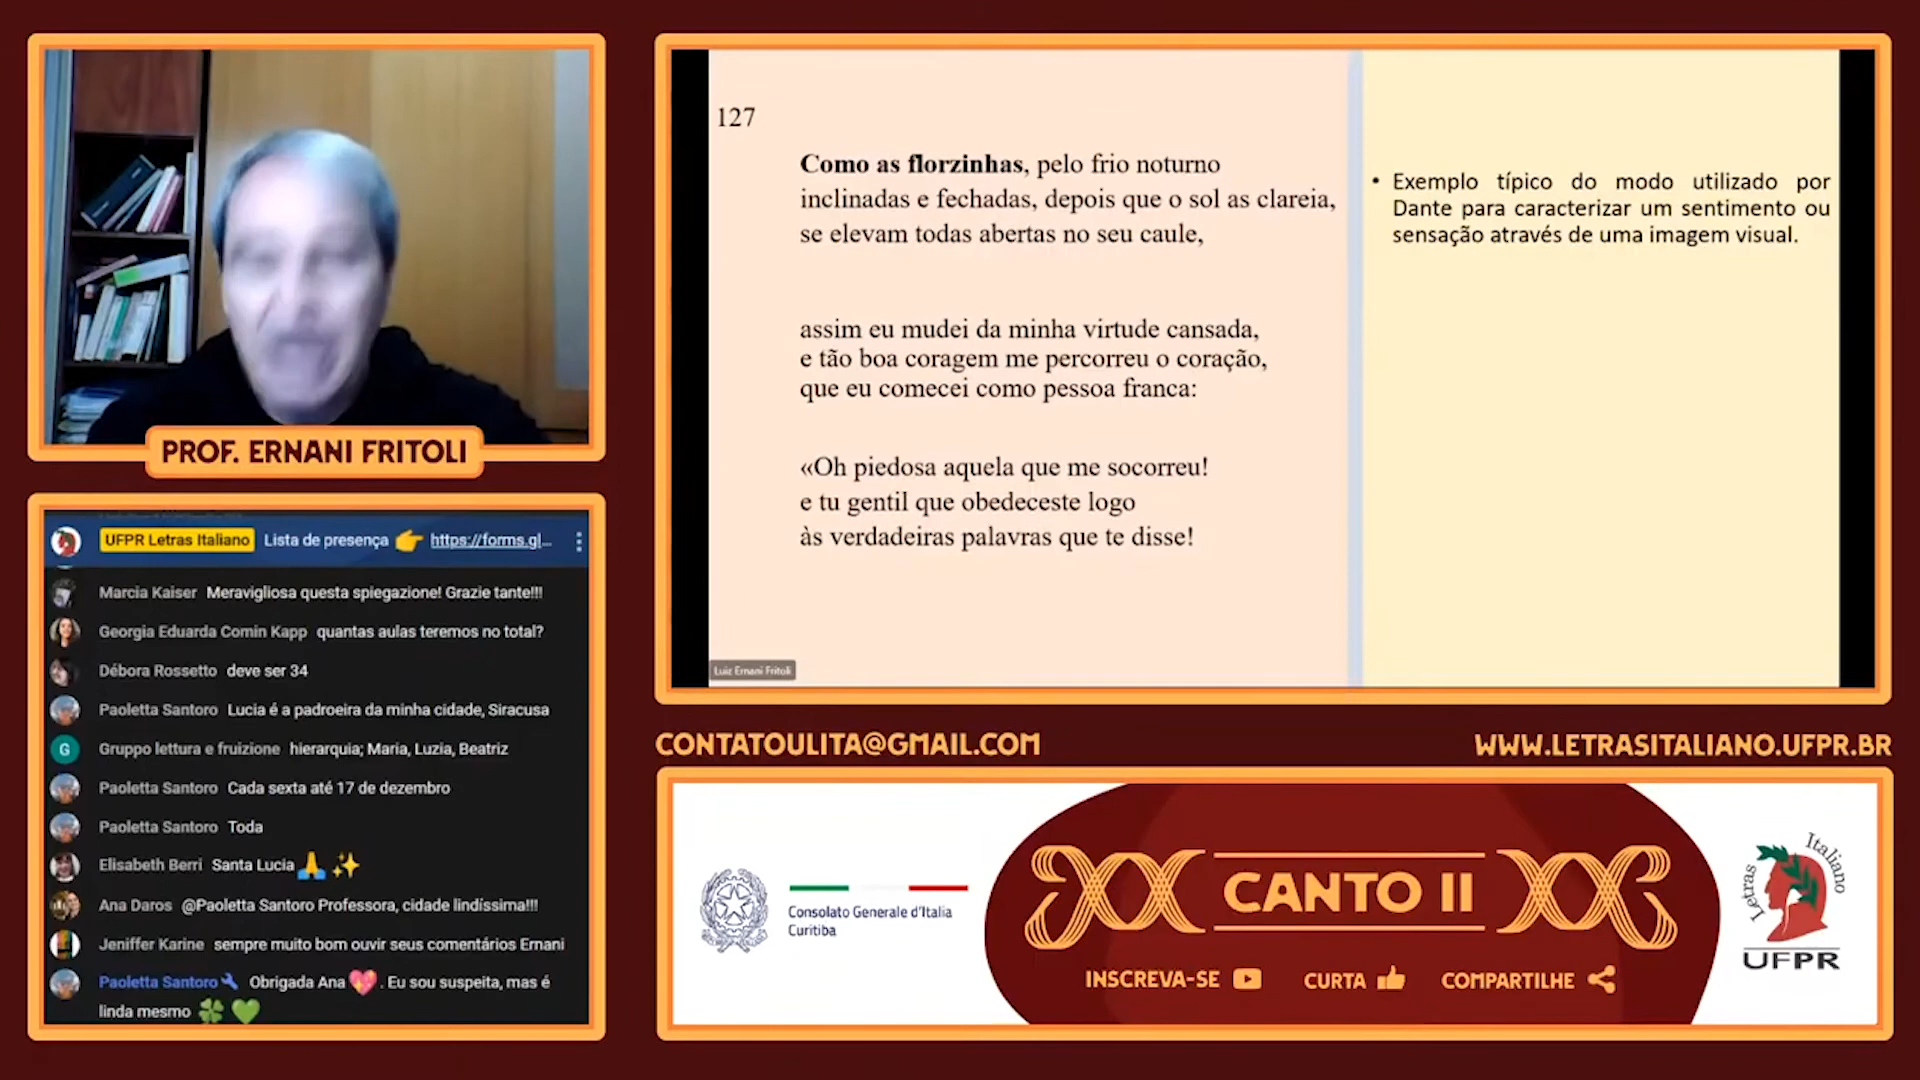 PROF. ERNANI FRITOLI
UFPR Letras Italiano Lista de presença 👉 https://forms.gl...
Marcia Kaiser Meravigliosa questa spiegazione! Grazie tante!!!
Georgia Eduarda Comin Kapp quantas aulas teremos no total?
Débora Rossetto deve ser 34
Paoletta Santoro Lucia é a padroeira da minha cidade, Siracusa
G Gruppo lettura e fruizione hierarquia; Maria, Luzia, Beatriz
Paoletta Santoro Cada sexta até 17 de dezembro
Paoletta Santoro Toda
Elisabeth Berri Santa Lucia 🙏 ✨
Ana Daros @Paoletta Santoro Professora, cidade lindíssima!!!
Jeniffer Karine sempre muito bom ouvir seus comentários Ernani
Paoletta Santoro Obrigada Ana 💖. Eu sou suspeita, mas é
linda mesmo 🍀 💚
127
Como as florzinhas, pelo frio noturno
inclinadas e fechadas, depois que o sol as clareia,
se elevam todas abertas no seu caule,
assim eu mudei da minha virtude cansada,
e tão boa coragem me percorreu o coração,
que eu comecei como pessoa franca:
«Oh piedosa aquela que me socorreu!
e tu gentil que obedeceste logo
às verdadeiras palavras que te disse!
Luiz Ernani Fritoli
• Exemplo típico do modo utilizado por
Dante para caracterizar um sentimento ou
sensação através de uma imagem visual.
CONTATOULITA@GMAIL.COM
WWW.LETRASITALIANO.UFPR.BR
Consolato Generale d'Italia
Curitiba
CANTO II
INSCREVA-SE
CURTA
COMPARTILHE
Letras Italiano
UFPR